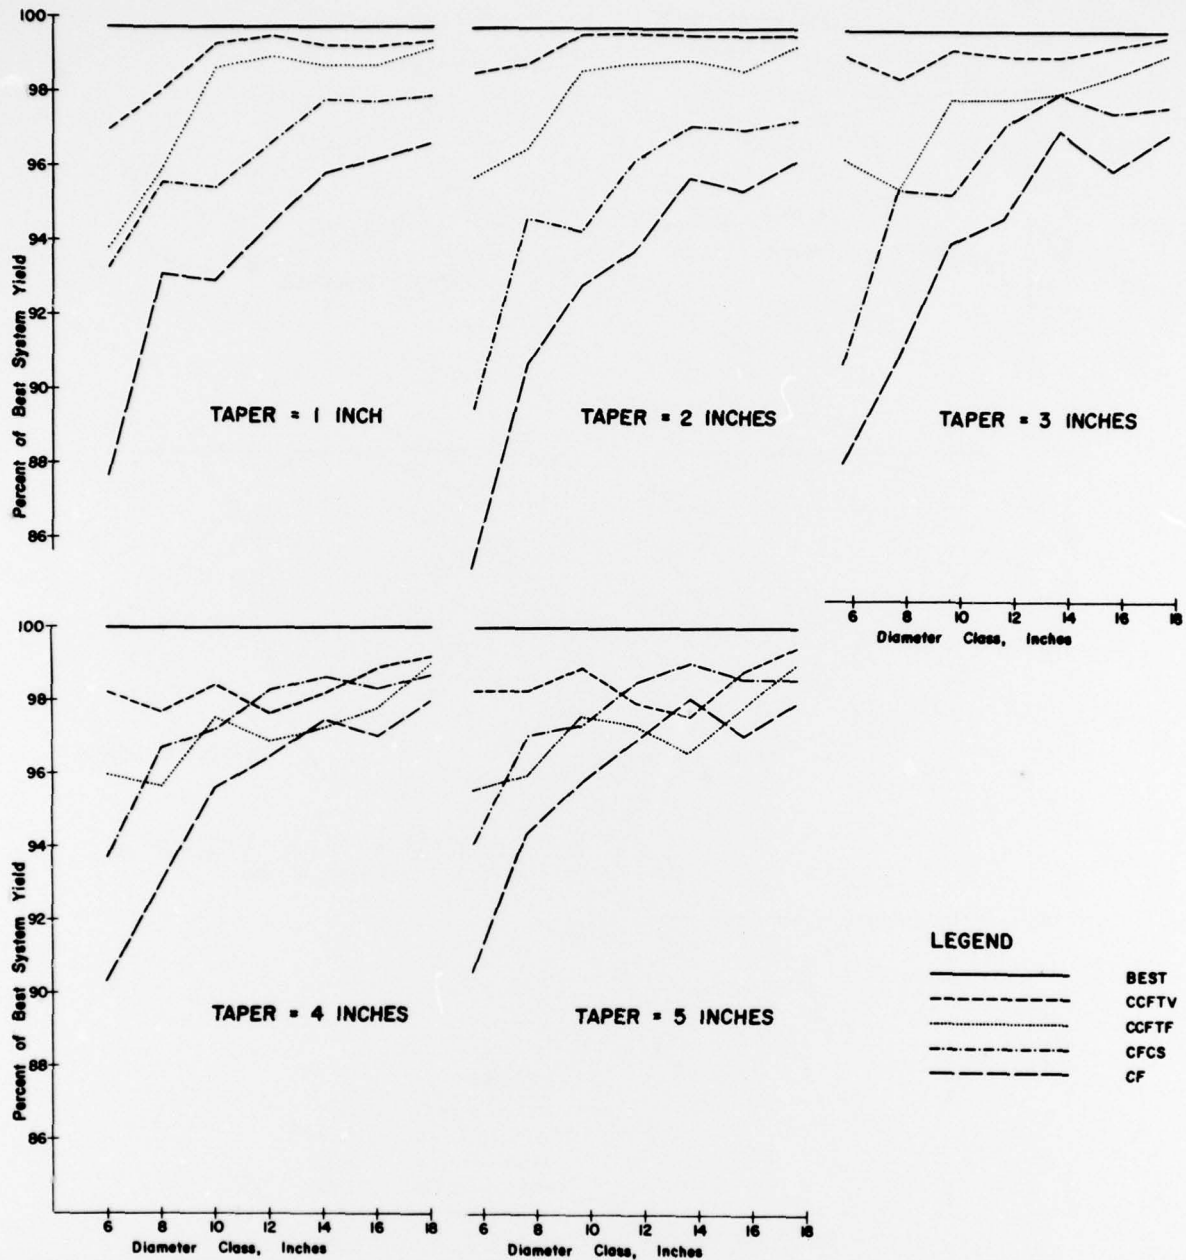 Percent of Best System Yield
100
98
96
94
92
90
88
86
TAPER = 1 INCH
TAPER = 2 INCHES
TAPER = 3 INCHES
6 8 10 12 14 16 18
Diameter Class, Inches
Percent of Best System Yield
100
98
96
94
92
90
88
86
TAPER = 4 INCHES
TAPER = 5 INCHES
6 8 10 12 14 16 18
Diameter Class, Inches
6 8 10 12 14 16 18
Diameter Class, Inches
LEGEND
BEST
CCFTV
CCFTF
CFCS
CF